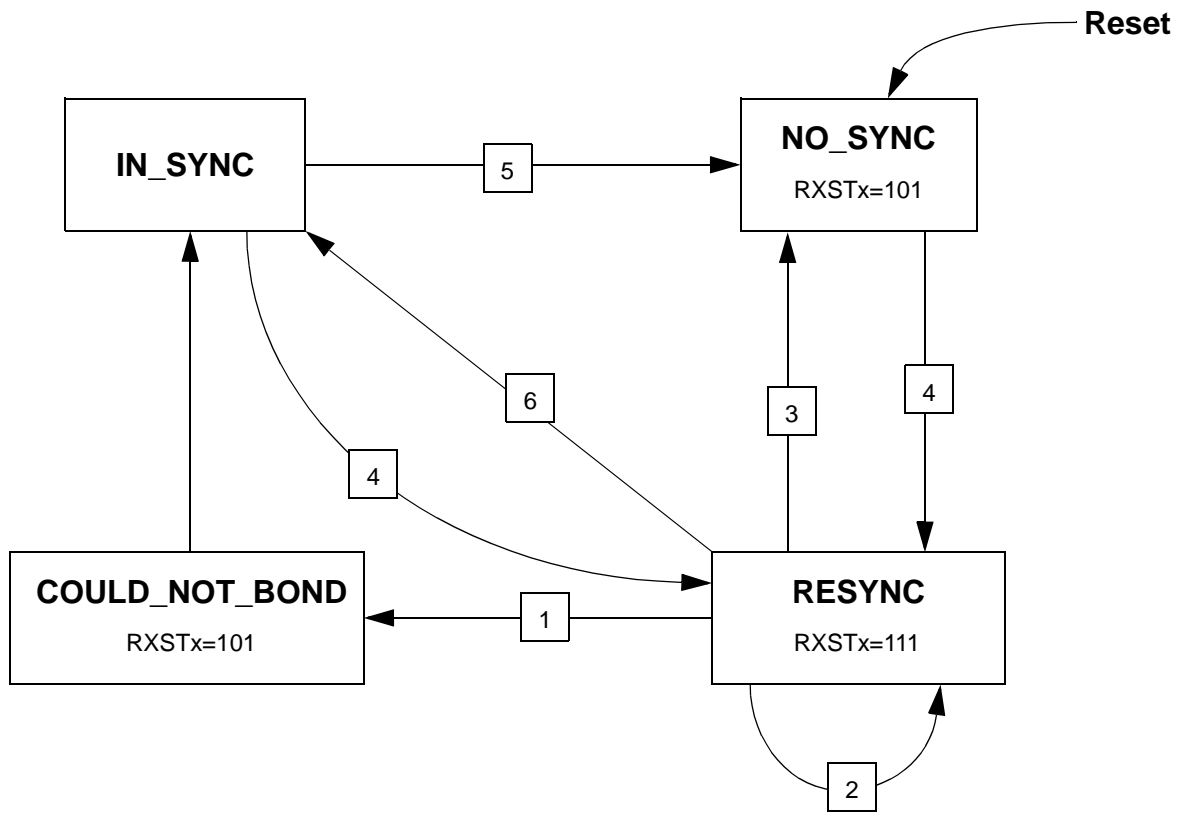 Reset
IN_SYNC
5
NO_SYNC
RXSTx=101
6
3
4
4
COULD_NOT_BOND
RXSTx=101
1
RESYNC
RXSTx=111
2